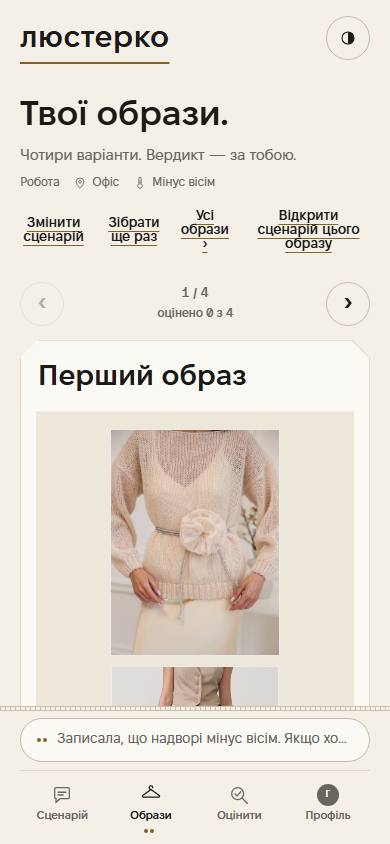 люстерко
Твої образи.
Чотири варіанти. Вердикт — за тобою.
Робота Офіс Мінус вісім
Змінити
сценарій
Зібрати
ще раз
Усі
образи
›
Відкрити
сценарій цього
образу
‹
1 / 4
оцінено 0 з 4
›
Перший образ
Записала, що надворі мінус вісім. Якщо хо...
Сценарій
Образи
Оцінити
Г
Профіль